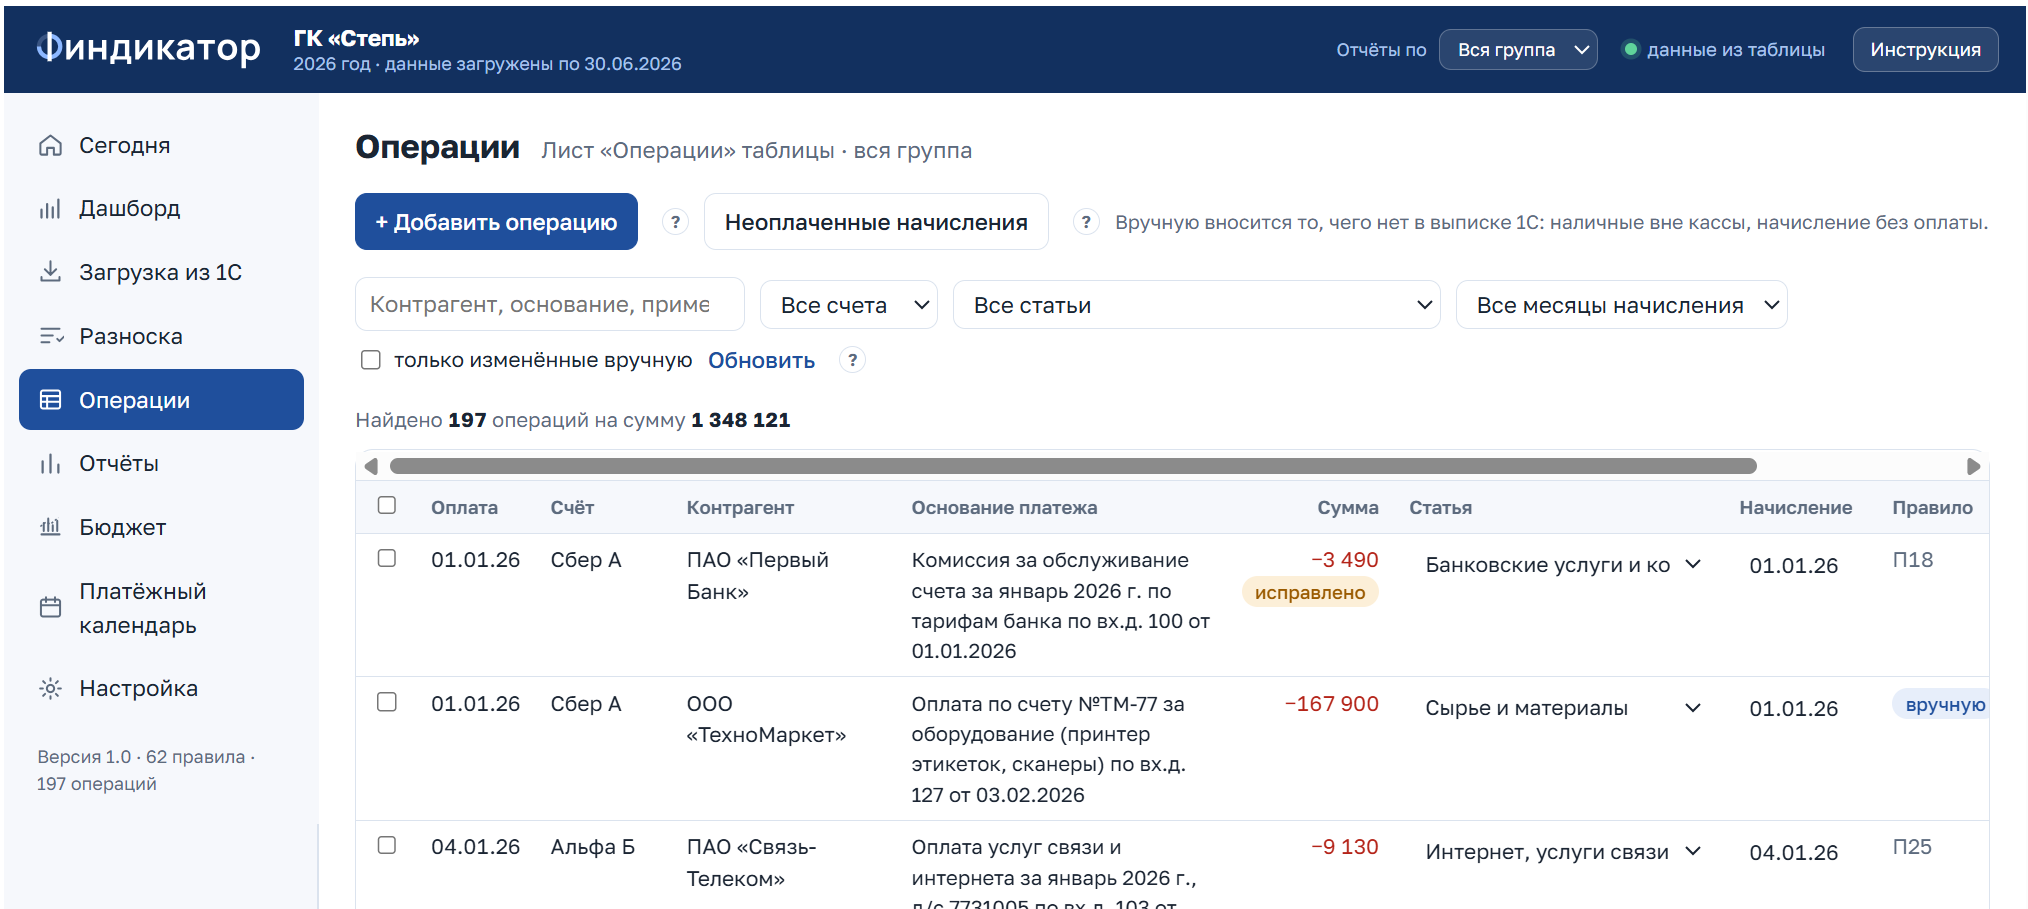 Финдикатор
ГК «Степь»
2026 год · данные загружены по 30.06.2026
Отчёты по
Вся группа
данные из таблицы
Инструкция
Сегодня
Дашборд
Загрузка из 1С
Разноска
Операции
Отчёты
Бюджет
Платёжный
календарь
Настройка
Версия 1.0 · 62 правила ·
197 операций
Операции Лист «Операции» таблицы · вся группа
+ Добавить операцию ? Неоплаченные начисления ? Вручную вносится то, чего нет в выписке 1С: наличные вне кассы, начисление без оплаты.
Контрагент, основание, приме Все счета Все статьи Все месяцы начисления
только изменённые вручную Обновить ?
Найдено 197 операций на сумму 1 348 121
Оплата Счёт Контрагент Основание платежа Сумма Статья Начисление Правило
01.01.26 Сбер А ПАО «Первый Комиссия за обслуживание −3 490 Банковские услуги и ко 01.01.26 П18
Банк» счета за январь 2026 г. по исправлено
тарифам банка по вх.д. 100 от
01.01.2026
01.01.26 Сбер А ООО Оплата по счету №ТМ-77 за −167 900 Сырье и материалы 01.01.26 вручную
«ТехноМаркет» оборудование (принтер
этикеток, сканеры) по вх.д.
127 от 03.02.2026
04.01.26 Альфа Б ПАО «Связь- Оплата услуг связи и −9 130 Интернет, услуги связи 04.01.26 П25
Телеком» интернета за январь 2026 г.,
л/с 7731005 по вх.д. 103 от